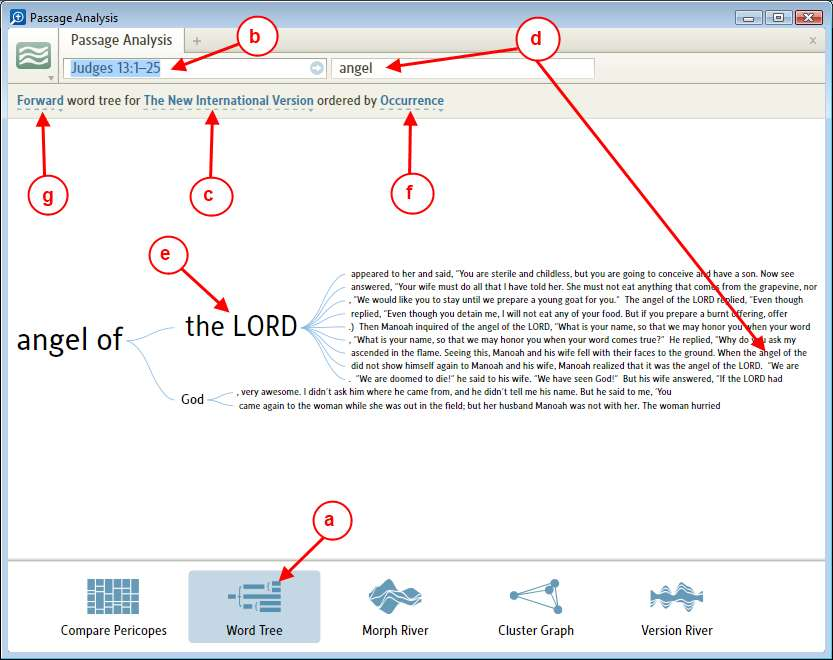 Passage Analysis
Passage Analysis + x
b
d
Judges 13:1–25 angel
Forward word tree for The New International Version ordered by Occurrence
g
c
f
e
appeared to her and said, “You are sterile and childless, but you are going to conceive and have a son. Now see
answered, “Your wife must do all that I have told her. She must not eat anything that comes from the grapevine, nor
, “We would like you to stay until we prepare a young goat for you.” The angel of the LORD replied, “Even though
replied, “Even though you detain me, I will not eat any of your food. But if you prepare a burnt offering, offer
.) Then Manoah inquired of the angel of the LORD, “What is your name, so that we may honor you when your word
, “What is your name, so that we may honor you when your word comes true?” He replied, “Why do you ask my
ascended in the flame. Seeing this, Manoah and his wife fell with their faces to the ground. When the angel of the
did not show himself again to Manoah and his wife, Manoah realized that it was the angel of the LORD. “We are
. “We are doomed to die!” he said to his wife. “We have seen God!” But his wife answered, “If the LORD had
angel of the LORD
God
, very awesome. I didn’t ask him where he came from, and he didn’t tell me his name. But he said to me, ‘You
came again to the woman while she was out in the field; but her husband Manoah was not with her. The woman hurried
a
Compare Pericopes Word Tree Morph River Cluster Graph Version River